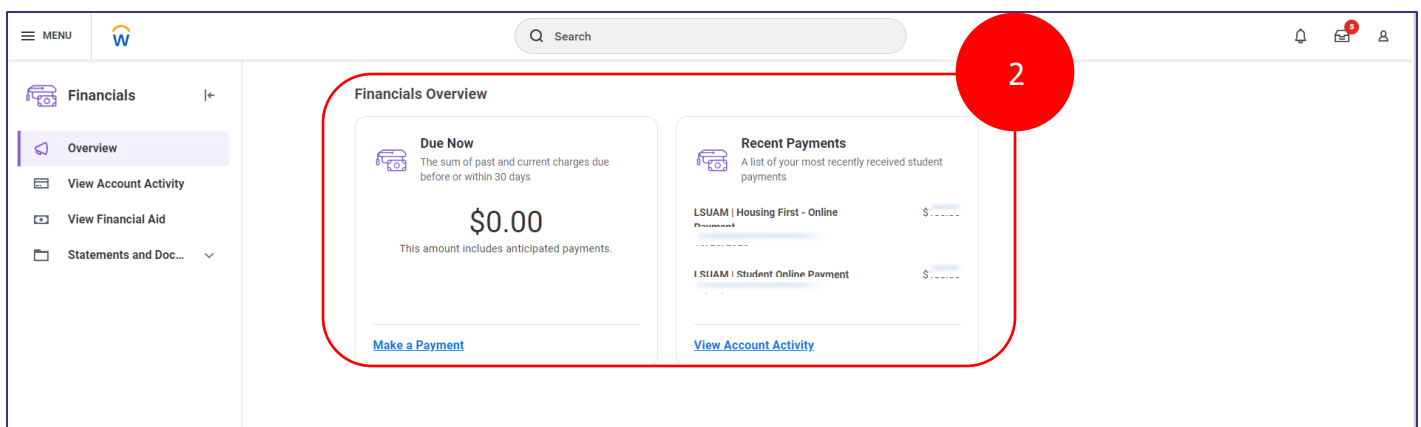 MENU
Search
5
2
Financials
Overview
View Account Activity
View Financial Aid
Statements and Doc...
Financials Overview
Due Now
The sum of past and current charges due
before or within 30 days
$0.00
This amount includes anticipated payments.
Make a Payment
Recent Payments
A list of your most recently received student
payments
LSUAM | Housing First - Online
Payment
LSUAM | Student Online Payment
View Account Activity